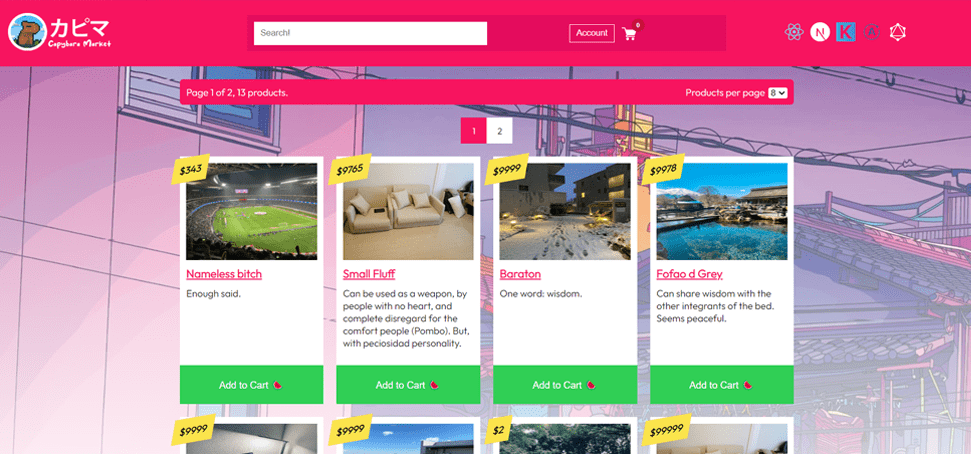 カピマ
Capybara Market
Search!
Account
0
N
K
Page 1 of 2, 13 products.
Products per page 8
1 2
$343
$9765
$9999
$9978
Nameless bitch
Enough said.
Small Fluff
Can be used as a weapon, by
people with no heart, and
complete disregard for the
comfort people (Pombo). But,
with peciosidad personality.
Baraton
One word: wisdom.
Fofao d Grey
Can share wisdom with the
other integrants of the bed.
Seems peaceful.
Add to Cart
Add to Cart
Add to Cart
Add to Cart
$9999
$9999
$2
$99999